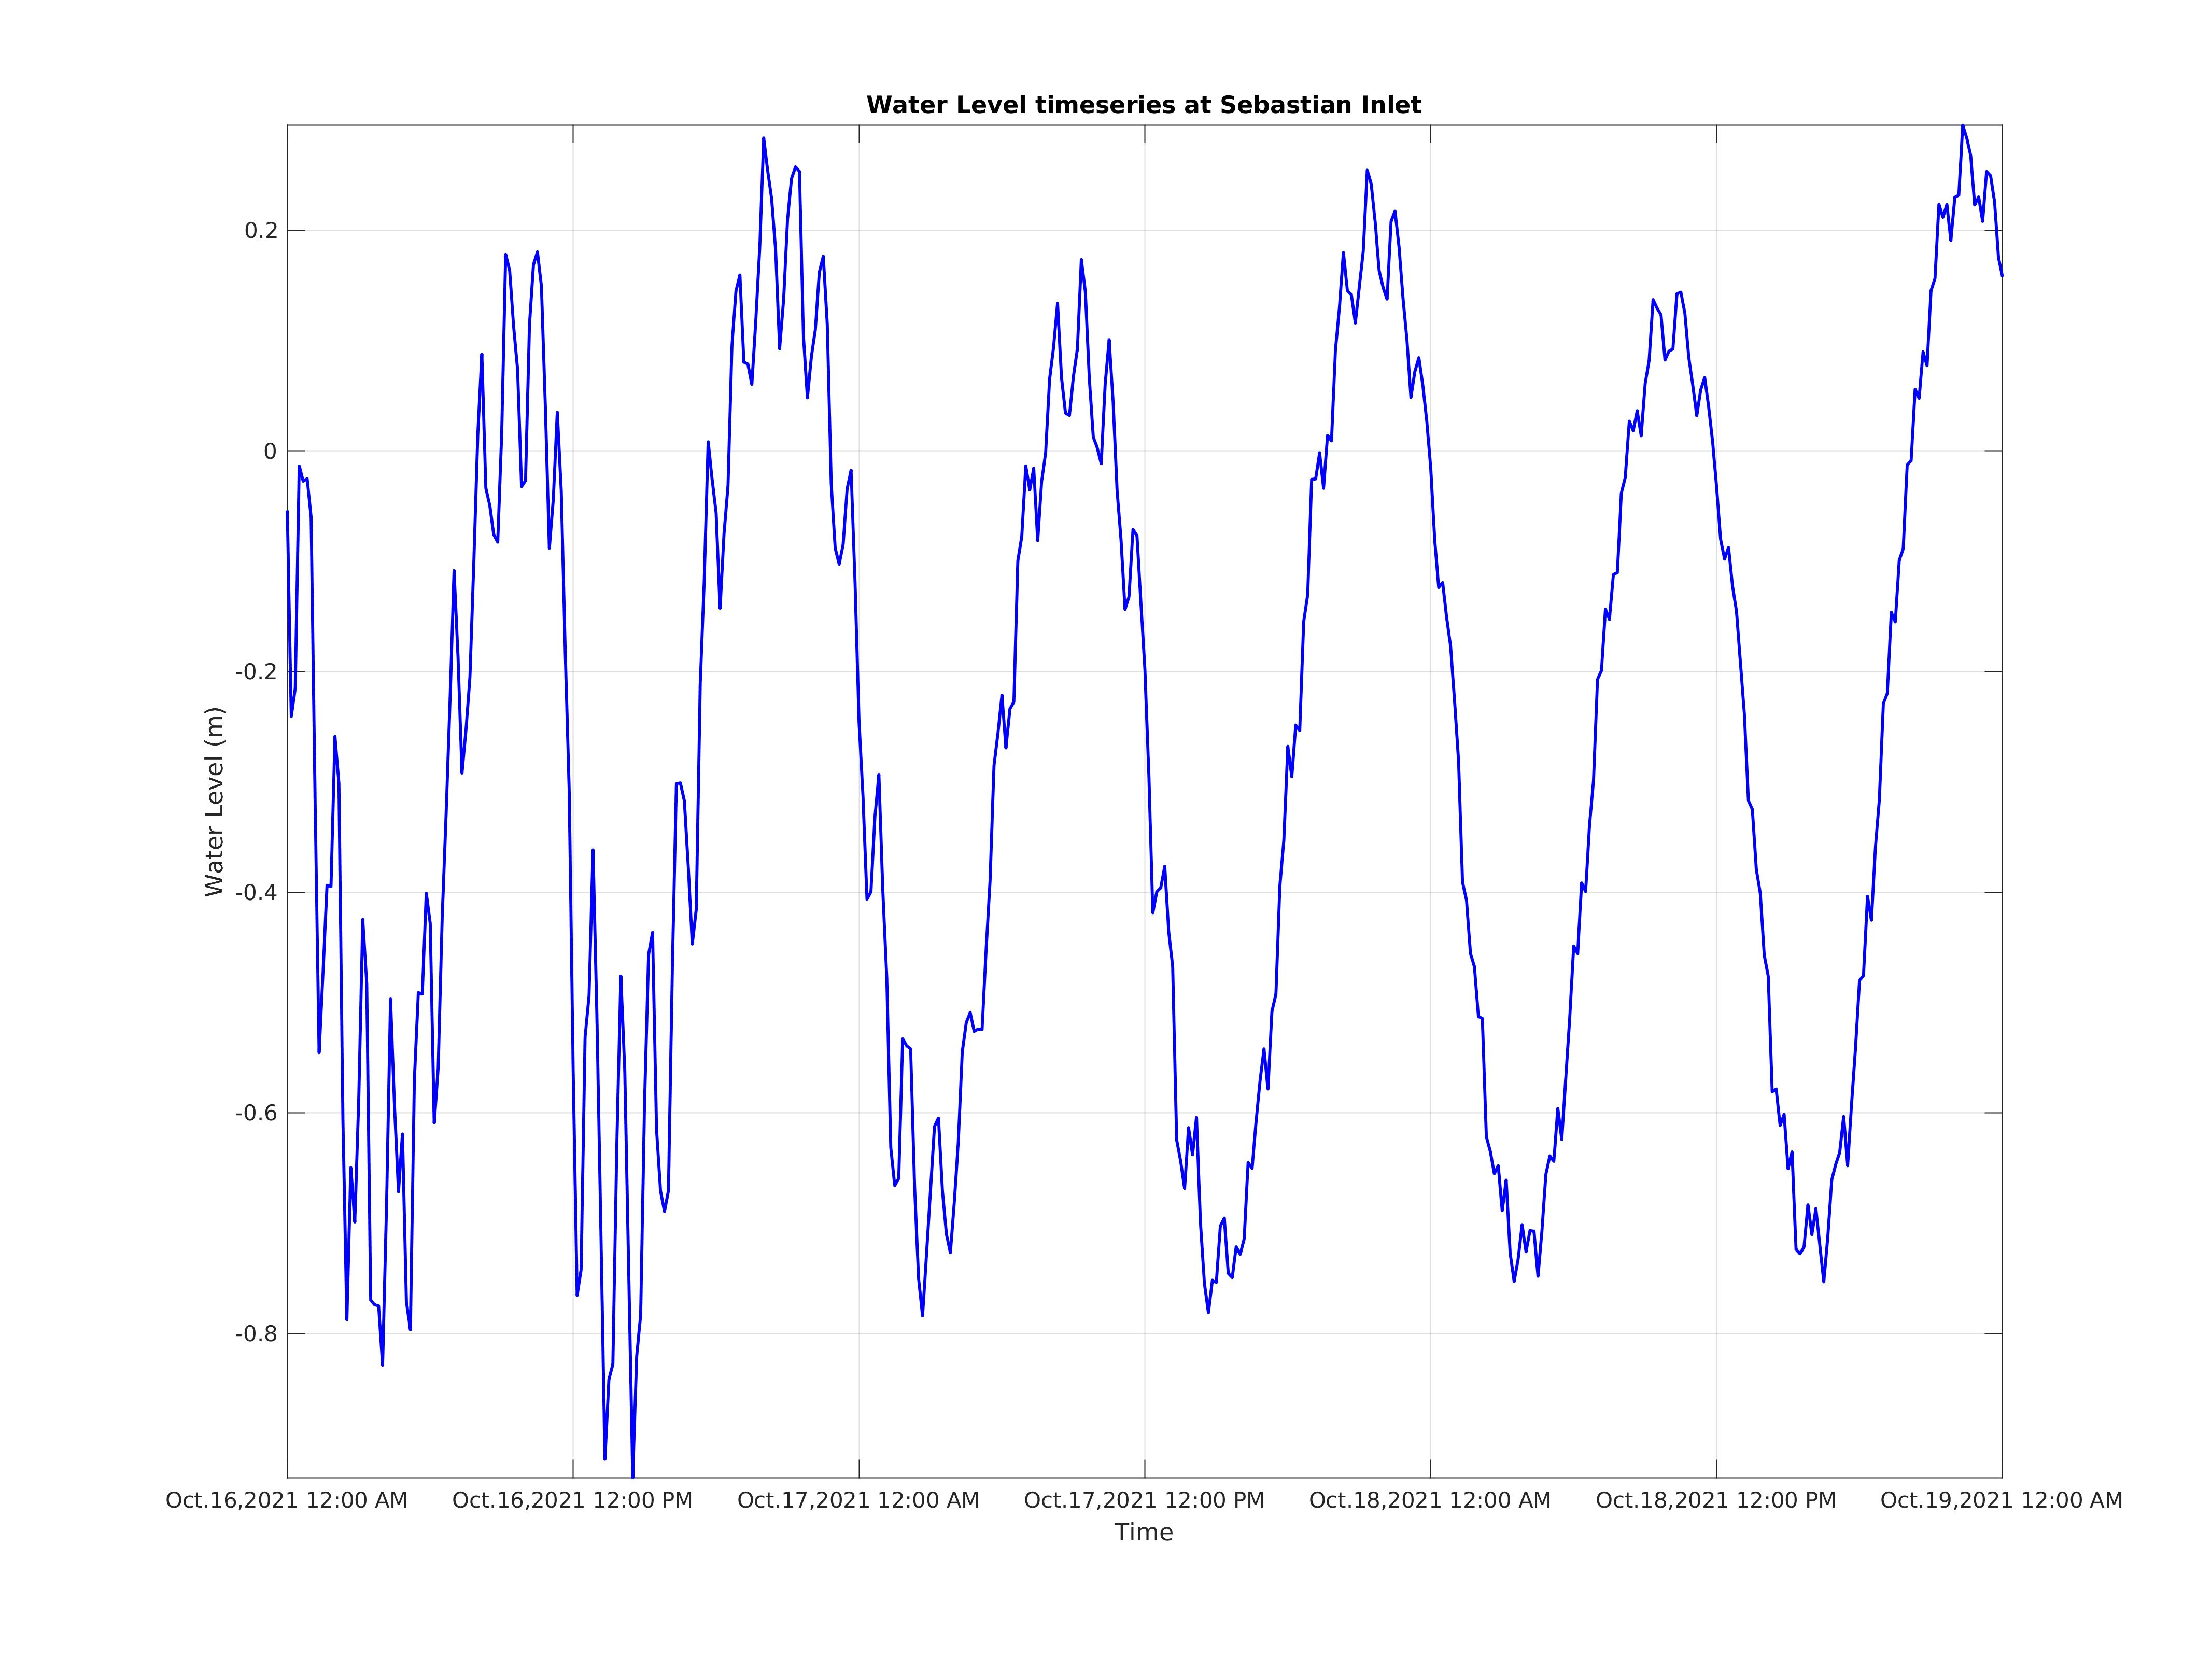 Water Level timeseries at Sebastian Inlet
0.2
0
-0.2
-0.4
-0.6
-0.8
Water Level (m)
Oct.16,2021 12:00 AM
Oct.16,2021 12:00 PM
Oct.17,2021 12:00 AM
Oct.17,2021 12:00 PM
Oct.18,2021 12:00 AM
Oct.18,2021 12:00 PM
Oct.19,2021 12:00 AM
Time